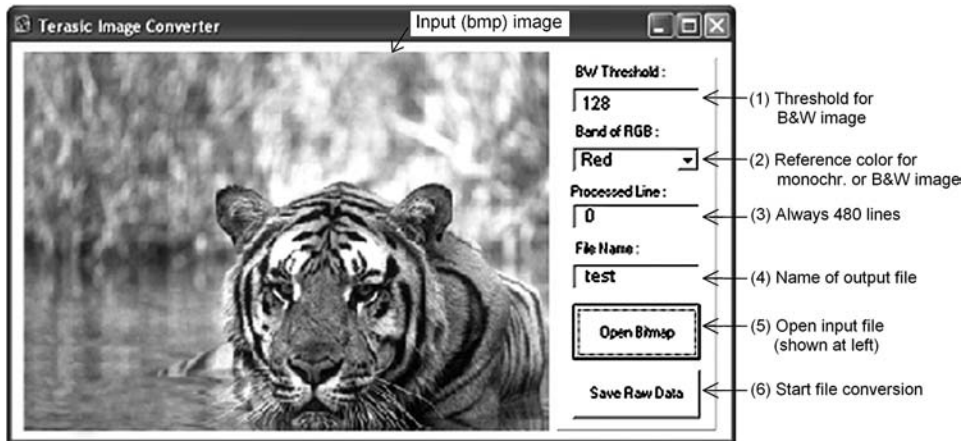 Terasic Image Converter
Input (bmp) image
BW Threshold :
128
(1) Threshold for
B&W image
Band of RGB :
Red
(2) Reference color for
monochr. or B&W image
Processed Line :
0
(3) Always 480 lines
File Name :
test
(4) Name of output file
Open Bitmap
(5) Open input file
(shown at left)
Save Raw Data
(6) Start file conversion